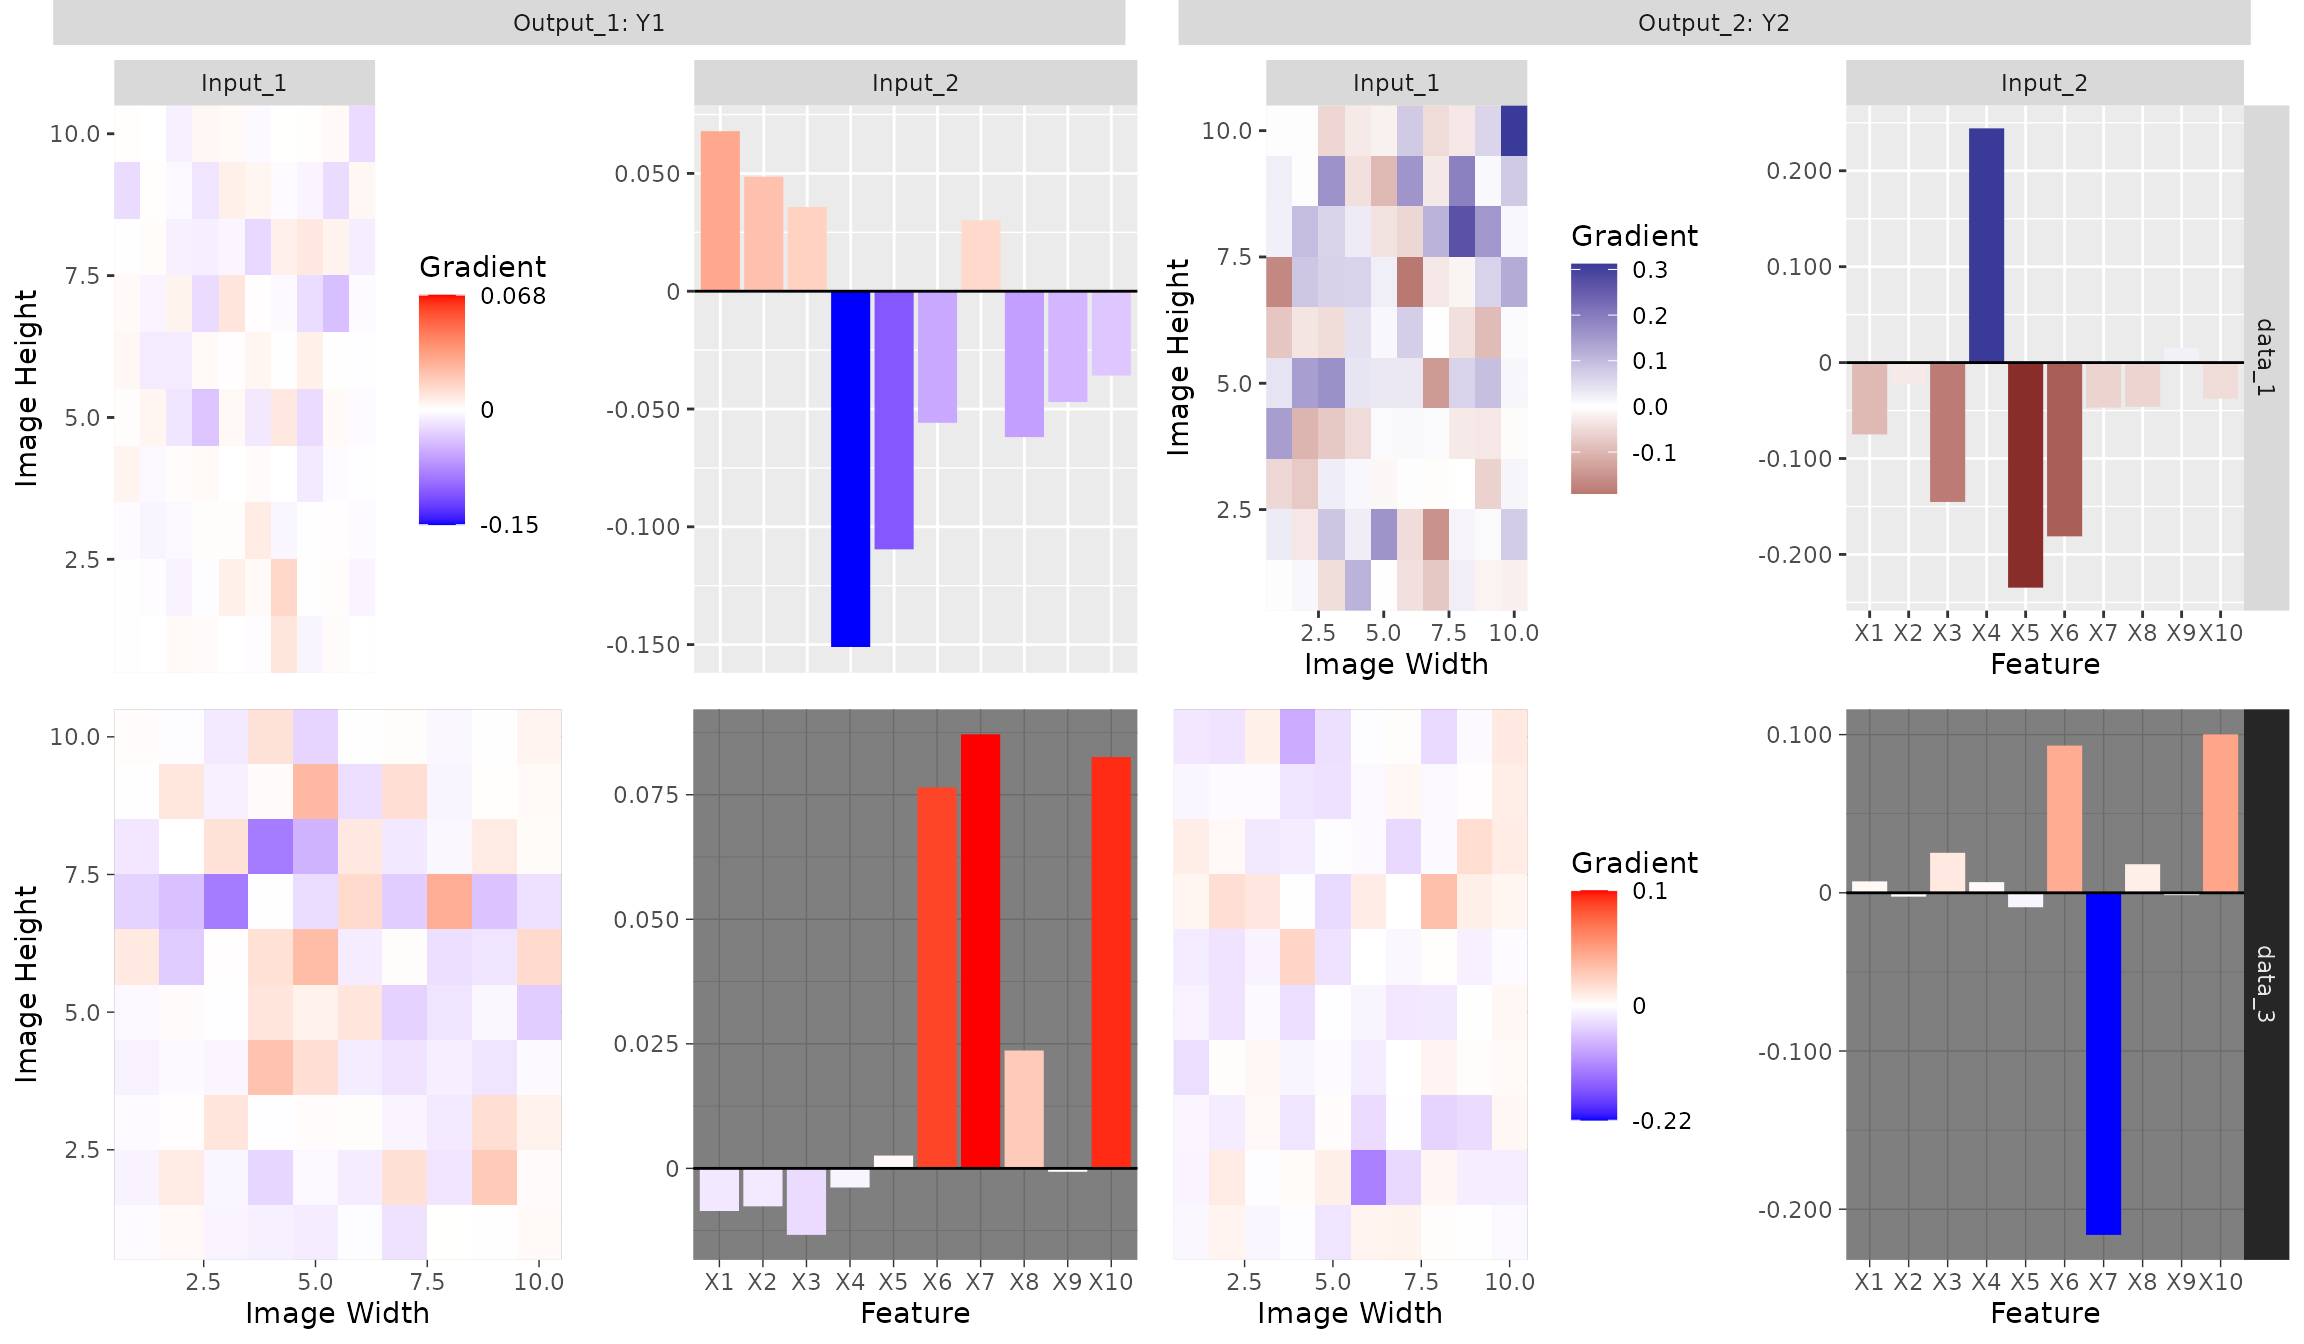 Output_1: Y1
Output_2: Y2
Input_1
Input_2
Input_1
Input_2
10.0
7.5
5.0
2.5
Image Height
Gradient
0.068
0
-0.15
0.050
0
-0.050
-0.100
-0.150
10.0
7.5
5.0
2.5
Image Height
2.5 5.0 7.5 10.0
Image Width
Gradient
0.3
0.2
0.1
0.0
-0.1
0.200
0.100
0
-0.100
-0.200
X1 X2 X3 X4 X5 X6 X7 X8 X9 X10
Feature
data_1
10.0
7.5
5.0
2.5
Image Height
2.5 5.0 7.5 10.0
Image Width
0.075
0.050
0.025
0
X1 X2 X3 X4 X5 X6 X7 X8 X9 X10
Feature
2.5 5.0 7.5 10.0
Image Width
Gradient
0.1
0
-0.22
0.100
0
-0.100
-0.200
X1 X2 X3 X4 X5 X6 X7 X8 X9 X10
Feature
data_3